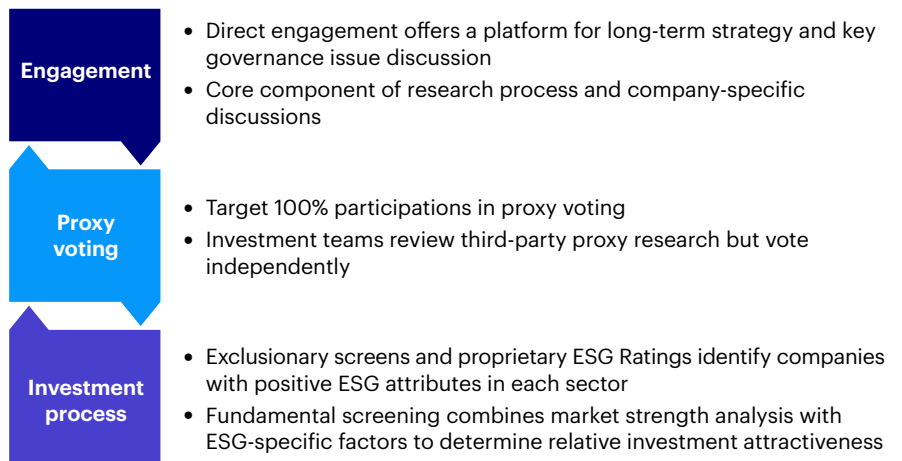 Engagement
• Direct engagement offers a platform for long-term strategy and key
governance issue discussion
• Core component of research process and company-specific
discussions
Proxy
voting
• Target 100% participations in proxy voting
• Investment teams review third-party proxy research but vote
independently
Investment
process
• Exclusionary screens and proprietary ESG Ratings identify companies
with positive ESG attributes in each sector
• Fundamental screening combines market strength analysis with
ESG-specific factors to determine relative investment attractiveness